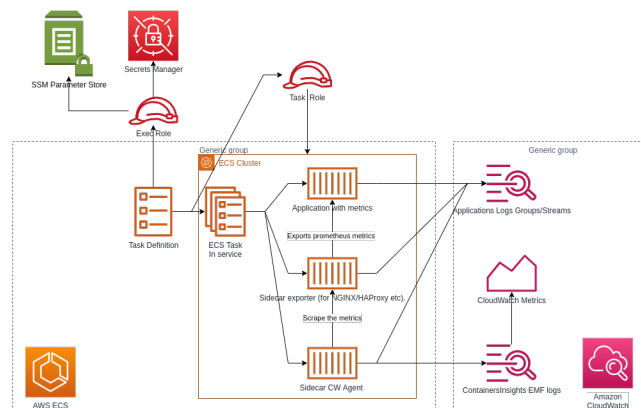 SSM Parameter Store
Secrets Manager
Exec Role
Task Role
Generic group
Generic group
ECS Cluster
Task Definition
ECS Task
In service
Application with metrics
Applications Logs Groups/Streams
Exports prometheus metrics
Sidecar exporter (for NGINX/HAProxy etc).
CloudWatch Metrics
Scrape the metrics
Sidecar CW Agent
ContainersInsights EMF logs
AWS ECS
Amazon
CloudWatch